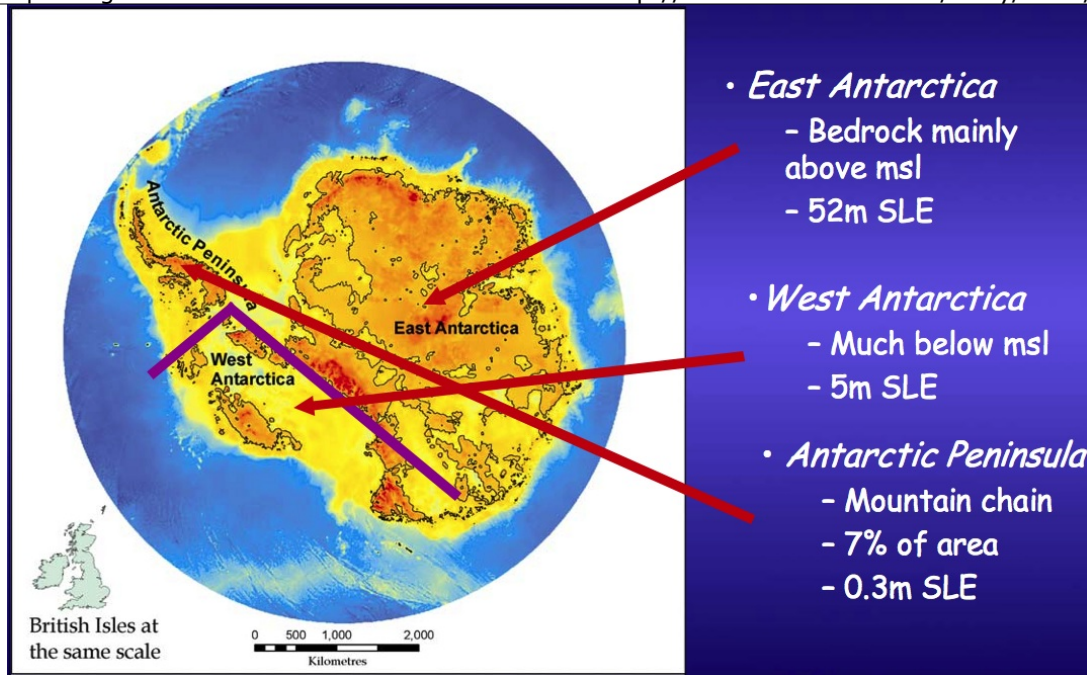 Antarctic Peninsula
East Antarctica
West
Antarctica
British Isles at
the same scale
0 500 1,000 2,000
Kilometres
• East Antarctica
– Bedrock mainly
above msl
– 52m SLE
• West Antarctica
– Much below msl
– 5m SLE
• Antarctic Peninsula
– Mountain chain
– 7% of area
– 0.3m SLE